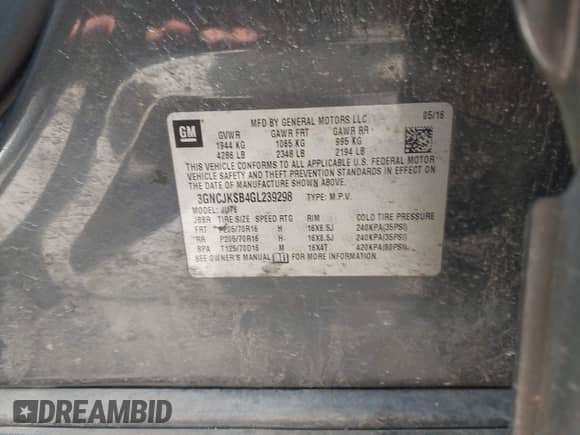 GM
MFD BY GENERAL MOTORS LLC
05/16
GVWR GAWR FRT GAWR RR
1944 KG 1065 KG 995 KG
4286 LB 2348 LB 2194 LB
THIS VEHICLE CONFORMS TO ALL APPLICABLE U.S. FEDERAL MOTOR
VEHICLE SAFETY AND THEFT PREVENTION STANDARDS IN EFFECT ON
THE DATE OF MANUFACTURE SHOWN ABOVE.
3GNCJKSB4GL239298 TYPE: M.P.V.
MODEL: 1JU76
TIRE SIZE SPEED RTG RIM COLD TIRE PRESSURE
FRT P205/70R16 H 16X6.5J 240KPA(35PSI)
RR P205/70R16 H 16X6.5J 240KPA(35PSI)
SPA T125/70D16 M 16X4T 420KPA(60PSI)
SEE OWNER'S MANUAL FOR MORE INFORMATION.
DREAMBID